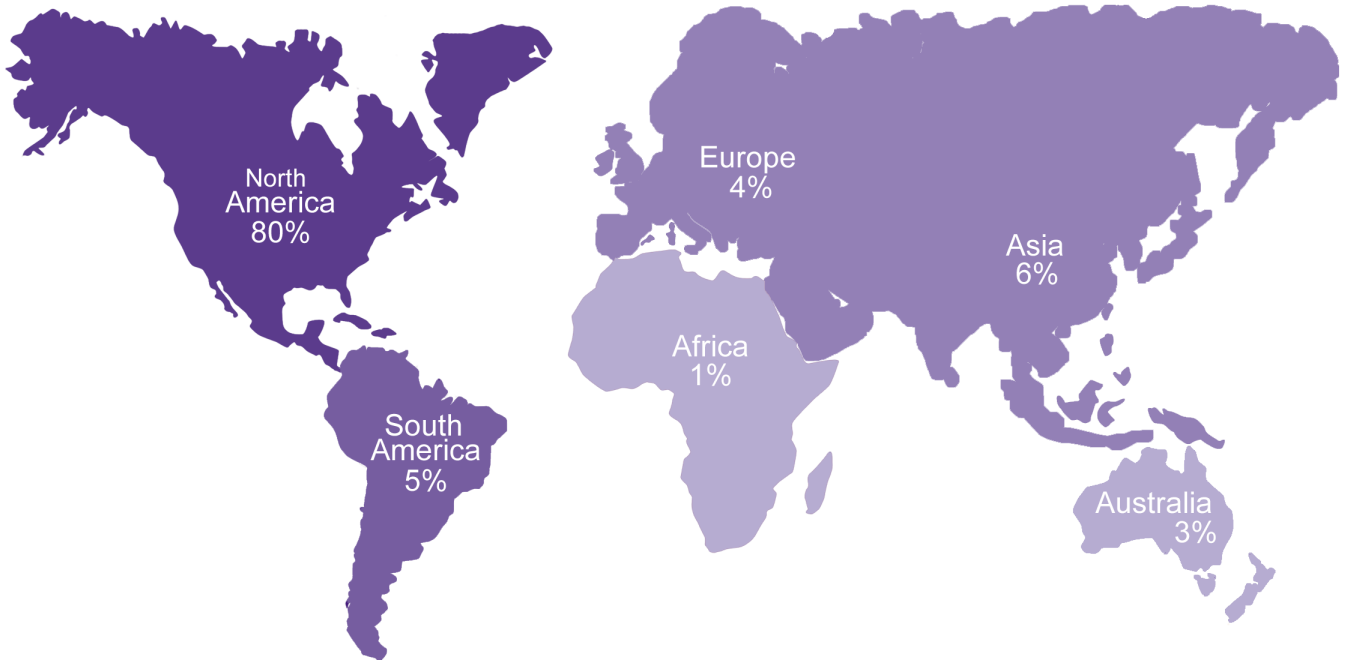 North
America
80%
South
America
5%
Europe
4%
Africa
1%
Asia
6%
Australia
3%